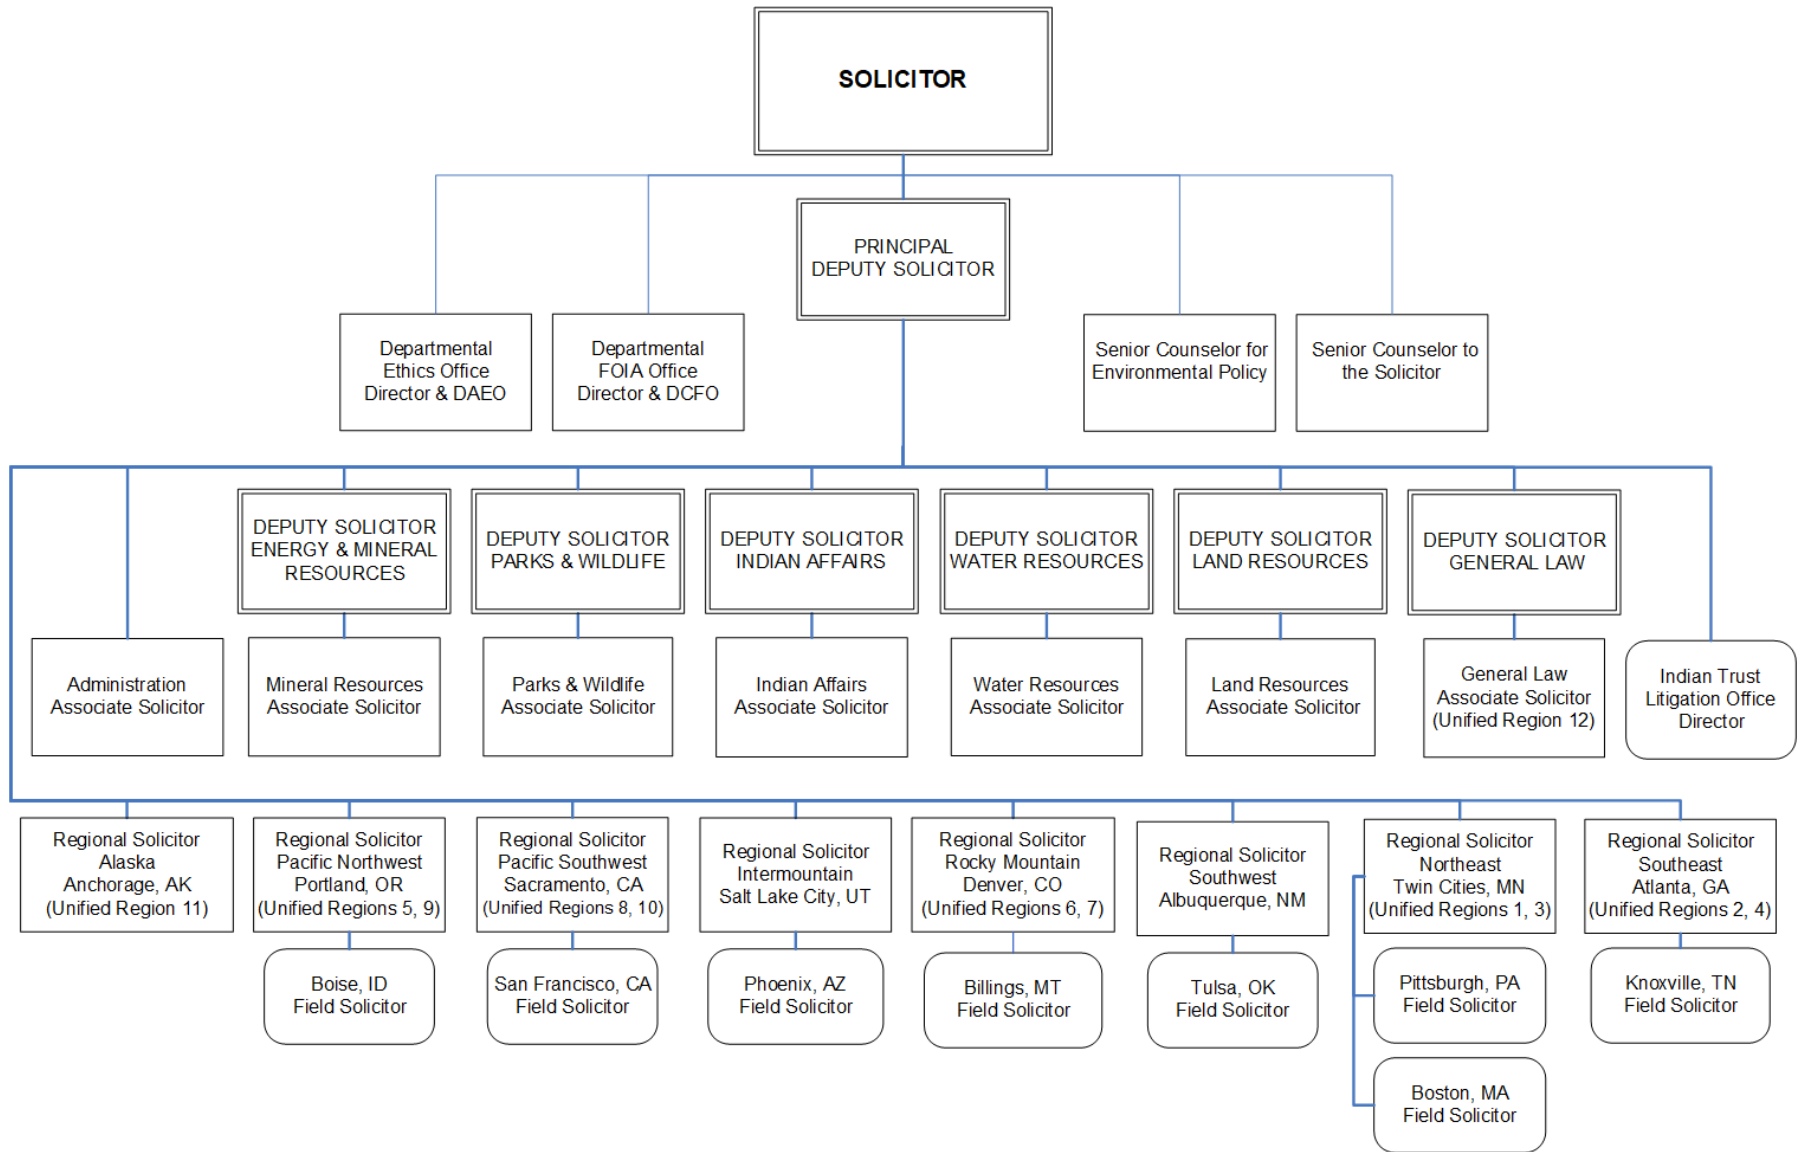 SOLICITOR
PRINCIPAL
DEPUTY SOLICITOR
Departmental
Ethics Office
Director & DAEO
Departmental
FOIA Office
Director & DCFO
Senior Counselor for
Environmental Policy
Senior Counselor to
the Solicitor
DEPUTY SOLICITOR
ENERGY & MINERAL
RESOURCES
DEPUTY SOLICITOR
PARKS & WILDLIFE
DEPUTY SOLICITOR
INDIAN AFFAIRS
DEPUTY SOLICITOR
WATER RESOURCES
DEPUTY SOLICITOR
LAND RESOURCES
DEPUTY SOLICITOR
GENERAL LAW
Administration
Associate Solicitor
Mineral Resources
Associate Solicitor
Parks & Wildlife
Associate Solicitor
Indian Affairs
Associate Solicitor
Water Resources
Associate Solicitor
Land Resources
Associate Solicitor
General Law
Associate Solicitor
(Unified Region 12)
Indian Trust
Litigation Office
Director
Regional Solicitor
Alaska
Anchorage, AK
(Unified Region 11)
Regional Solicitor
Pacific Northwest
Portland, OR
(Unified Regions 5, 9)
Regional Solicitor
Pacific Southwest
Sacramento, CA
(Unified Regions 8, 10)
Regional Solicitor
Intermountain
Salt Lake City, UT
Regional Solicitor
Rocky Mountain
Denver, CO
(Unified Regions 6, 7)
Regional Solicitor
Southwest
Albuquerque, NM
Regional Solicitor
Northeast
Twin Cities, MN
(Unified Regions 1, 3)
Regional Solicitor
Southeast
Atlanta, GA
(Unified Regions 2, 4)
Boise, ID
Field Solicitor
San Francisco, CA
Field Solicitor
Phoenix, AZ
Field Solicitor
Billings, MT
Field Solicitor
Tulsa, OK
Field Solicitor
Pittsburgh, PA
Field Solicitor
Knoxville, TN
Field Solicitor
Boston, MA
Field Solicitor